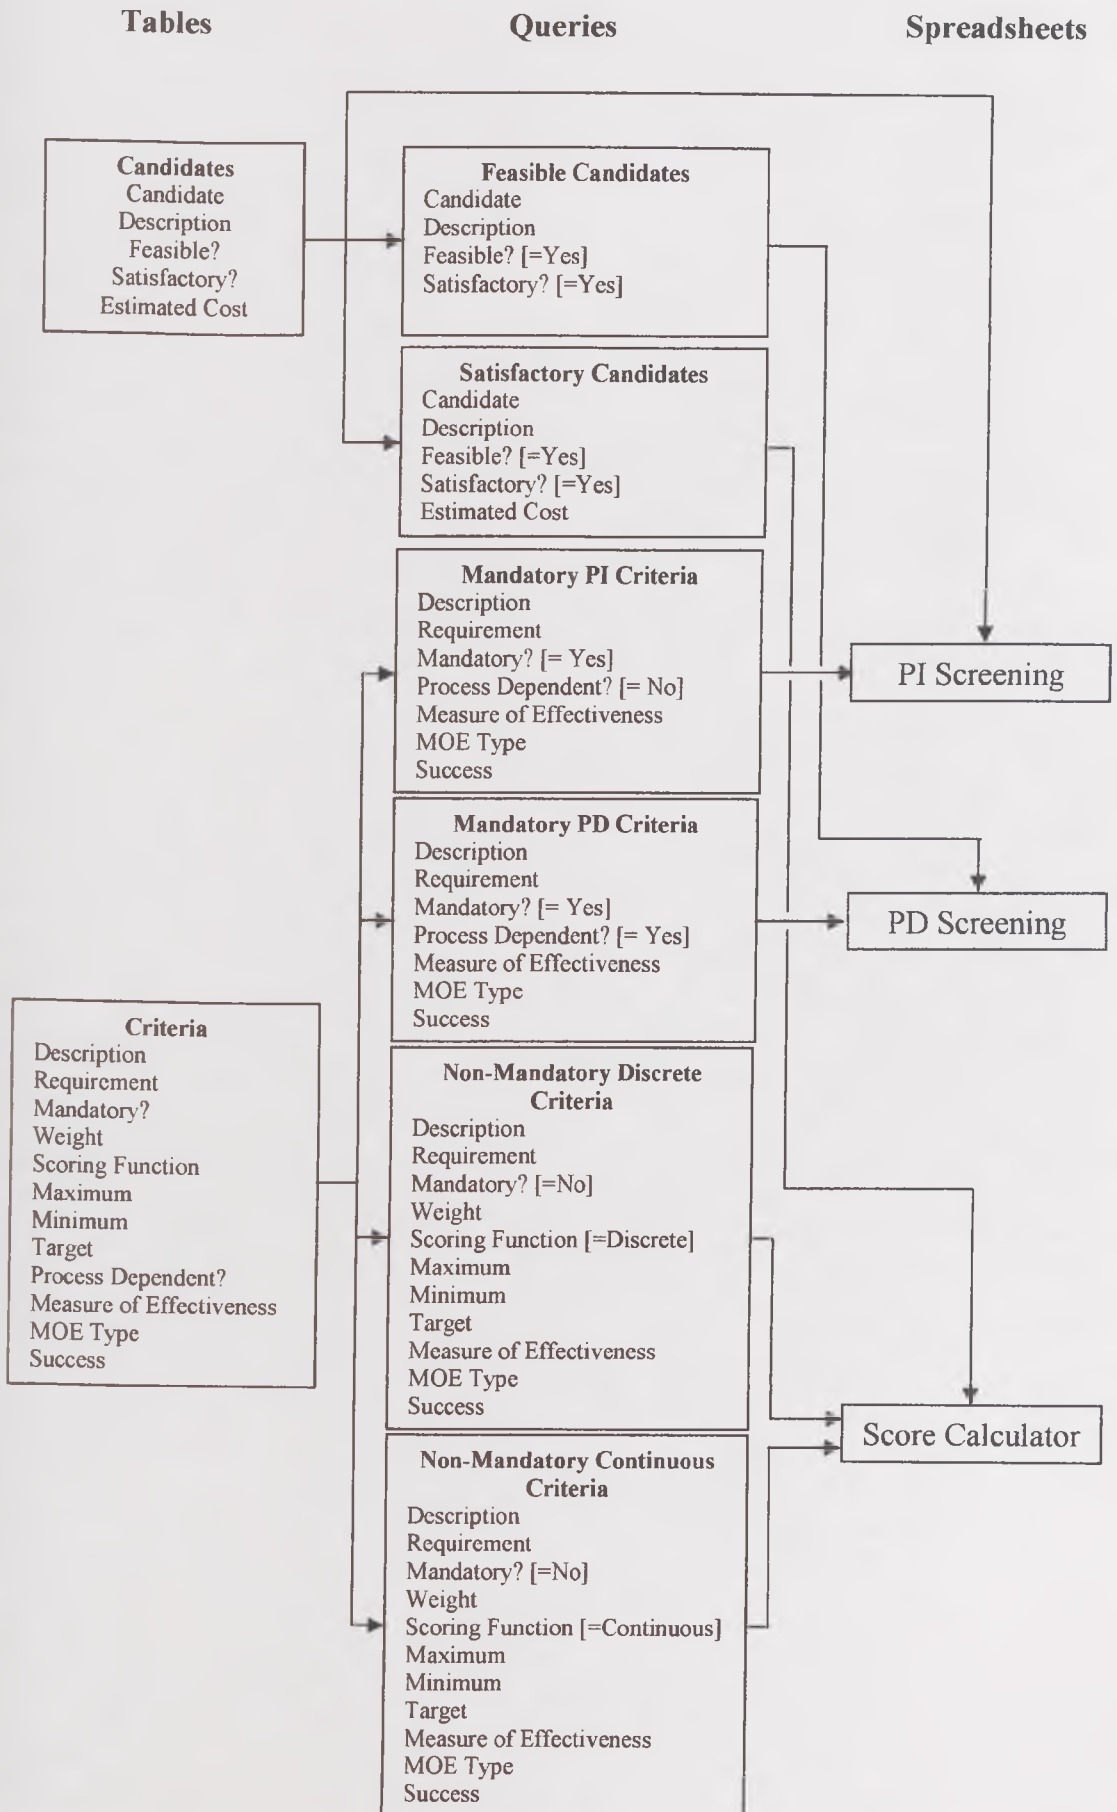 Tables
Queries
Spreadsheets
Candidates
Candidate
Description
Feasible?
Satisfactory?
Estimated Cost
Feasible Candidates
Candidate
Description
Feasible? [=Yes]
Satisfactory? [=Yes]
Satisfactory Candidates
Candidate
Description
Feasible? [=Yes]
Satisfactory? [=Yes]
Estimated Cost
Mandatory PI Criteria
Description
Requirement
Mandatory? [= Yes]
Process Dependent? [= No]
Measure of Effectiveness
MOE Type
Success
PI Screening
Mandatory PD Criteria
Description
Requirement
Mandatory? [= Yes]
Process Dependent? [= Yes]
Measure of Effectiveness
MOE Type
Success
PD Screening
Criteria
Description
Requirement
Mandatory?
Weight
Scoring Function
Maximum
Minimum
Target
Process Dependent?
Measure of Effectiveness
MOE Type
Success
Non-Mandatory Discrete
Criteria
Description
Requirement
Mandatory? [=No]
Weight
Scoring Function [=Discrete]
Maximum
Minimum
Target
Measure of Effectiveness
MOE Type
Success
Score Calculator
Non-Mandatory Continuous
Criteria
Description
Requirement
Mandatory? [=No]
Weight
Scoring Function [=Continuous]
Maximum
Minimum
Target
Measure of Effectiveness
MOE Type
Success